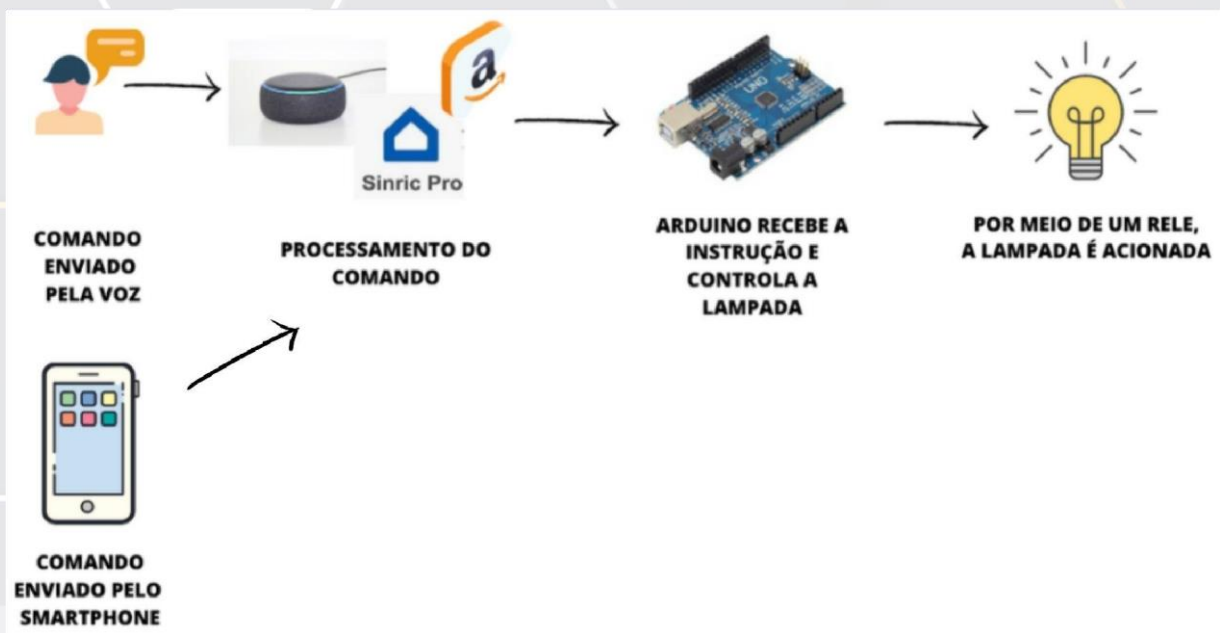 a
Sinric Pro
UNO
COMANDO
ENVIADO
PELA VOZ
PROCESSAMENTO DO
COMANDO
ARDUINO RECEBE A
INSTRUÇÃO E
CONTROLA A
LAMPADA
POR MEIO DE UM RELE,
A LAMPADA É ACIONADA
COMANDO
ENVIADO PELO
SMARTPHONE